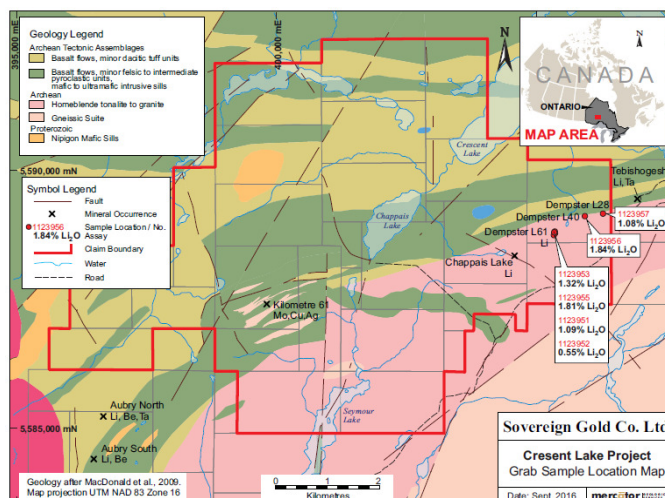 395,000 mE
400,000 mE
5,590,000 mN
5,585,000 mN
Geology Legend
Archean Tectonic Assemblages
Basalt flows, minor dacitic tuff units
Basalt flows, minor felsic to intermediate
pyroclastic units,
mafic to ultramafic intrusive sills
Archean
Homeblende tonalite to granite
Gneissic Suite
Proterozoic
Nipigon Mafic Sills
Symbol Legend
Fault
Mineral Occurrence
1123956
1.84% Li₂O
Sample Location / No.
Assay
Claim Boundary
Water
Road
N
N
CANADA
ONTARIO
MAP AREA
Crescent
Lake
Chappais
Lake
Seymour
Lake
Tebishogesh
Li,Ta
Dempster L28
Dempster L40
Dempster L61
Li
Chappais Lake
Li
Kilometre 61
Mo,Cu,Ag
Aubry North
Li, Be,Ta
Aubry South
Li, Be
1123957
1.08% Li₂O
1123956
1.84% Li₂O
1123953
1.32% Li₂O
1123955
1.81% Li₂O
1123951
1.09% Li₂O
1123952
0.55% Li₂O
Geology after MacDonald et al., 2009.
Map projection UTM NAD 83 Zone 16
0 1 2
Kilometres
Sovereign Gold Co. Ltd
Cresent Lake Project
Grab Sample Location Map
Date: Sept. 2016
mercator